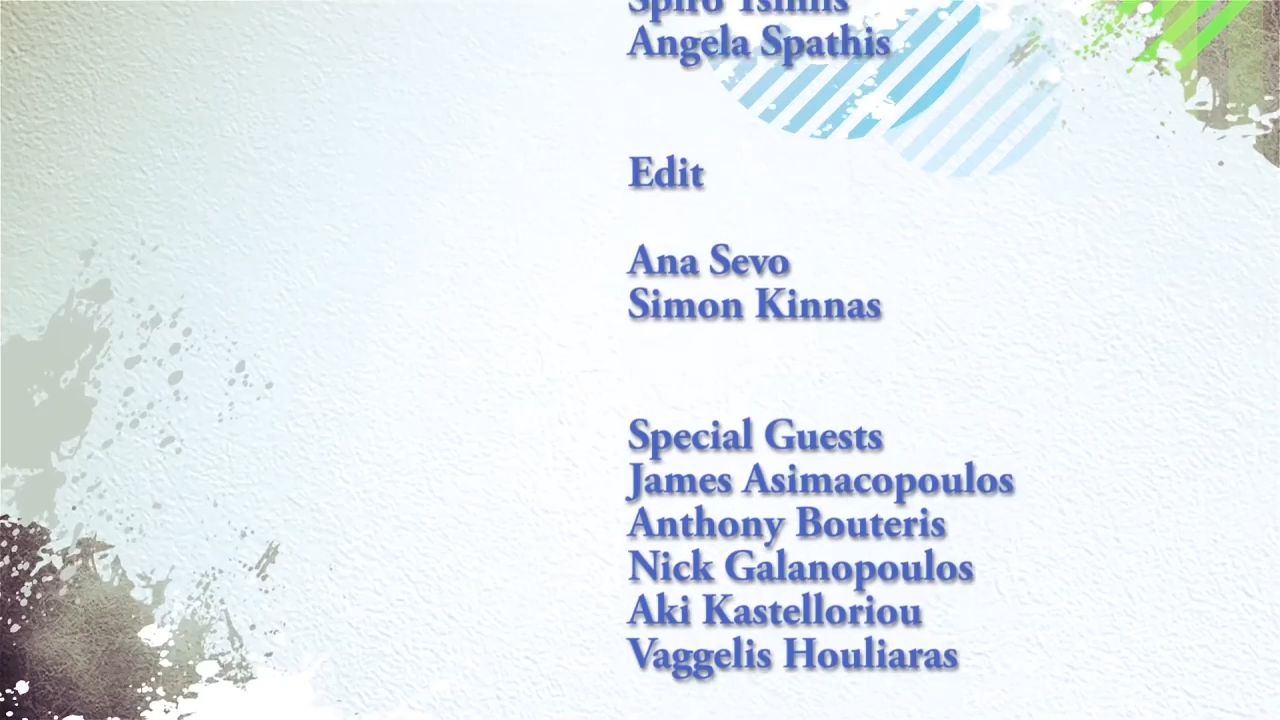 Angela Spathis
Edit
Ana Sevo
Simon Kinnas
Special Guests
James Asimacopoulos
Anthony Bouteris
Nick Galanopoulos
Aki Kastelloriou
Vaggelis Houliaras